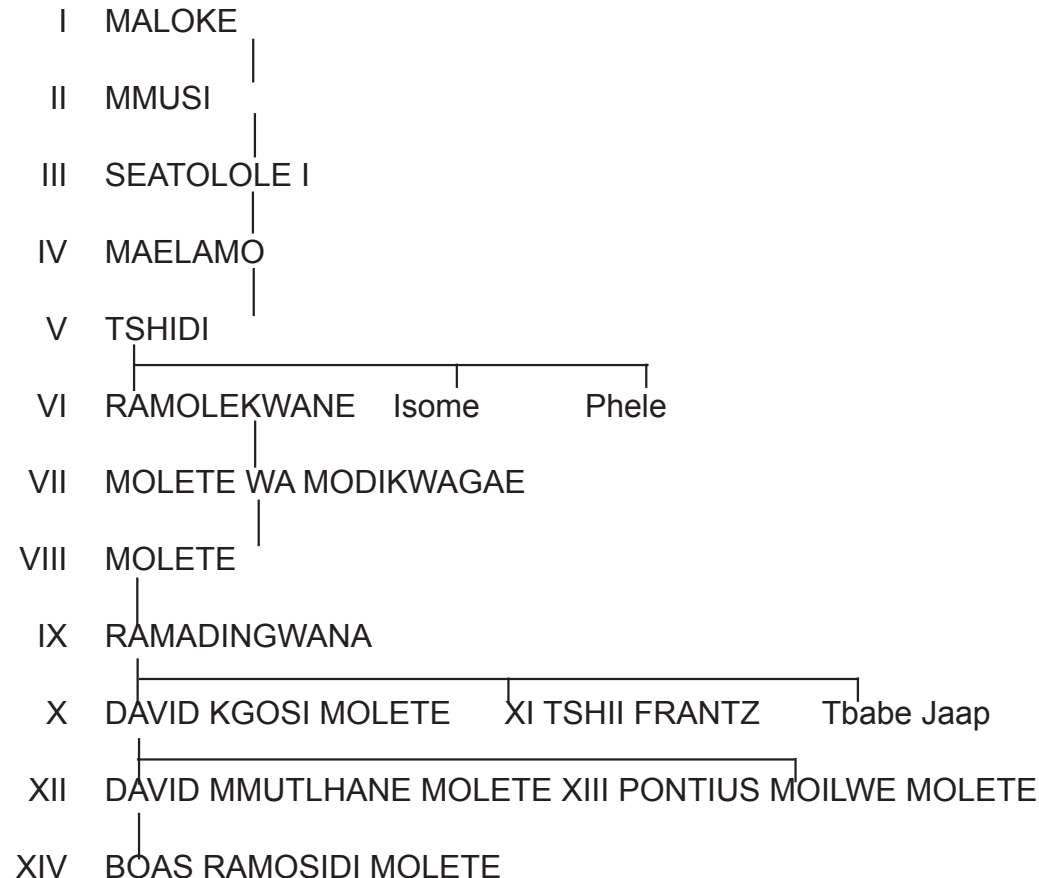 I MALOKE
II MMUSI
III SEATOLOLE I
IV MAELAMO
V TSHIDI
VI RAMOLEKWANE Isome Phele
VII MOLETE WA MODIKWAGAE
VIII MOLETE
IX RAMADINGWANA
X DAVID KGOSI MOLETE XI TSHII FRANTZ Tbabe Jaap
XII DAVID MMUTLHANE MOLETE XIII PONTIUS MOILWE MOLETE
XIV BOAS RAMOSIDI MOLETE